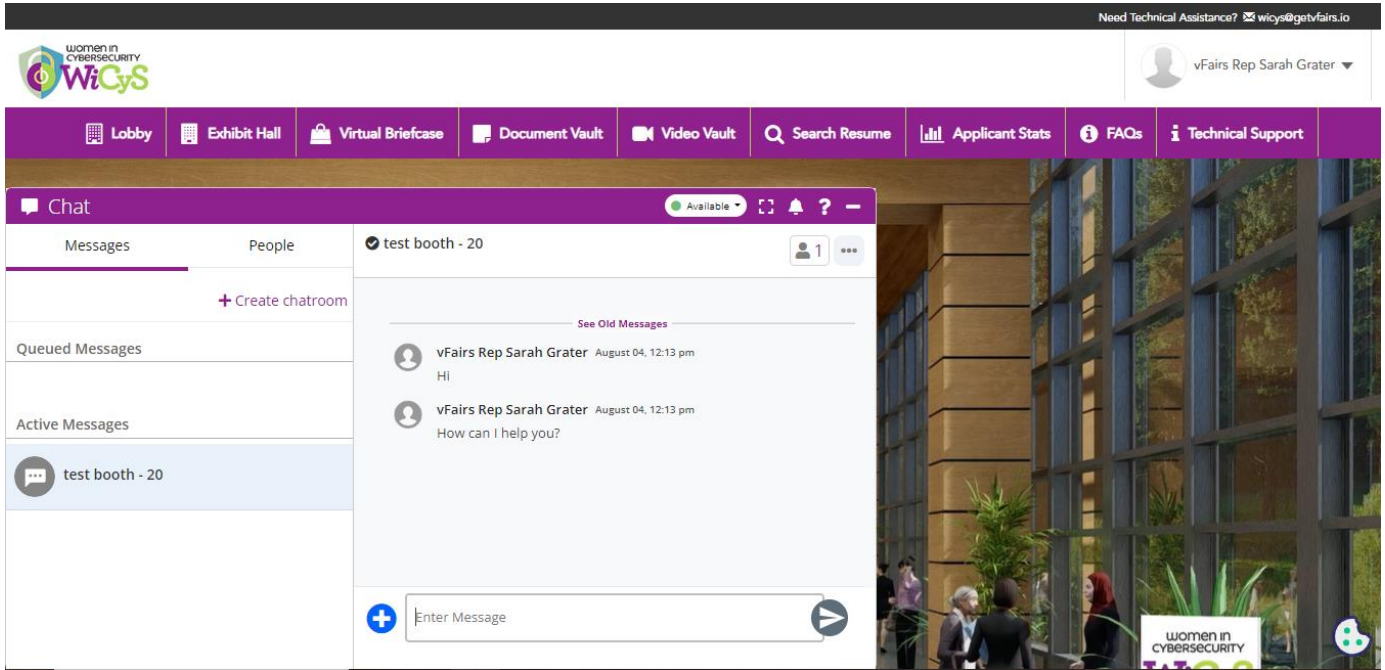 Need Technical Assistance? wicys@getvfairs.io
women in
CYBERSECURITY
WiCyS
vFairs Rep Sarah Grater
Lobby
Exhibit Hall
Virtual Briefcase
Document Vault
Video Vault
Search Resume
Applicant Stats
FAQs
Technical Support
Chat
Available
?
Messages
People
Create chatroom
Queued Messages
Active Messages
test booth - 20
test booth - 20
1
See Old Messages
vFairs Rep Sarah Grater August 04, 12:13 pm
Hi
vFairs Rep Sarah Grater August 04, 12:13 pm
How can I help you?
Enter Message
women in
CYBERSECURITY
WiCyS